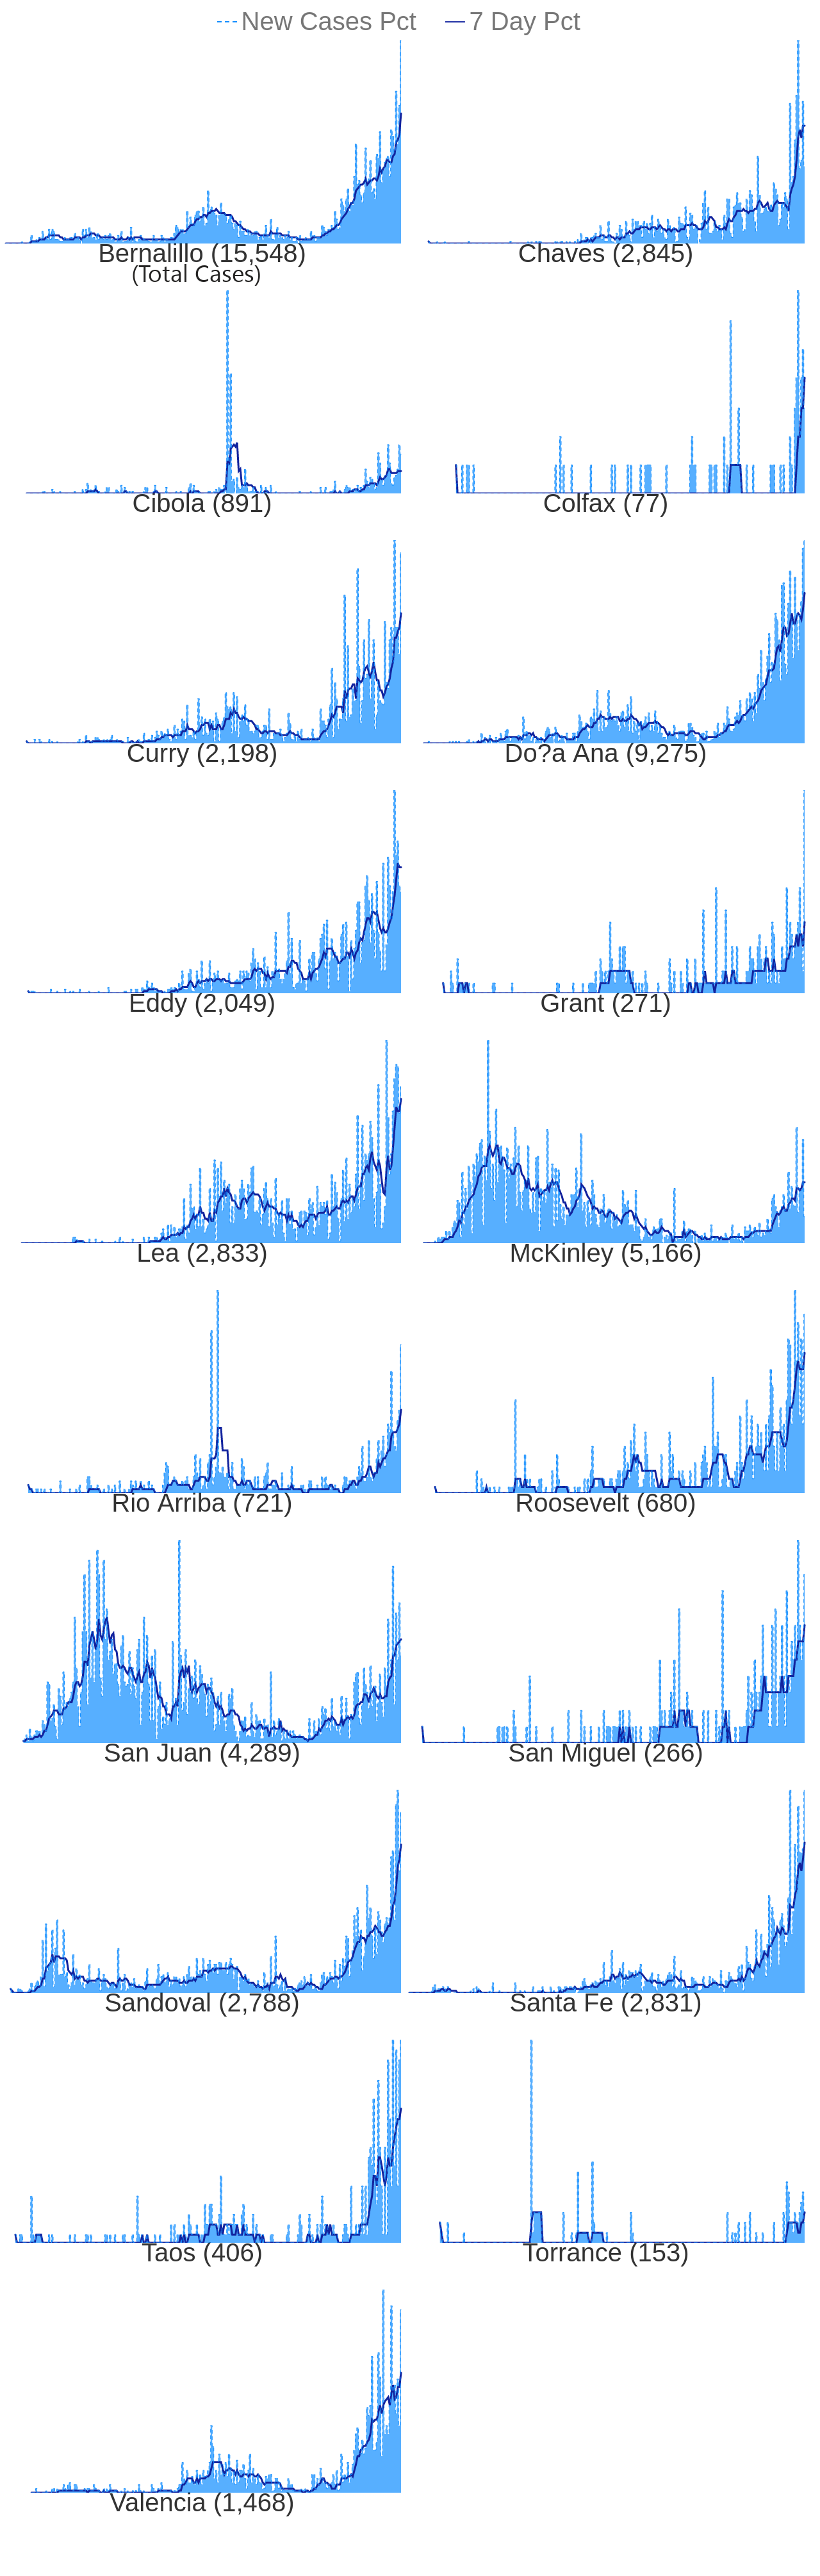 New Cases Pct 7 Day Pct
Bernalillo (15,548) Chaves (2,845)
(Total Cases)
Cibola (891) Colfax (77)
Curry (2,198) Do?a Ana (9,275)
Eddy (2,049) Grant (271)
Lea (2,833) McKinley (5,166)
Rio Arriba (721) Roosevelt (680)
San Juan (4,289) San Miguel (266)
Sandoval (2,788) Santa Fe (2,831)
Taos (406) Torrance (153)
Valencia (1,468)